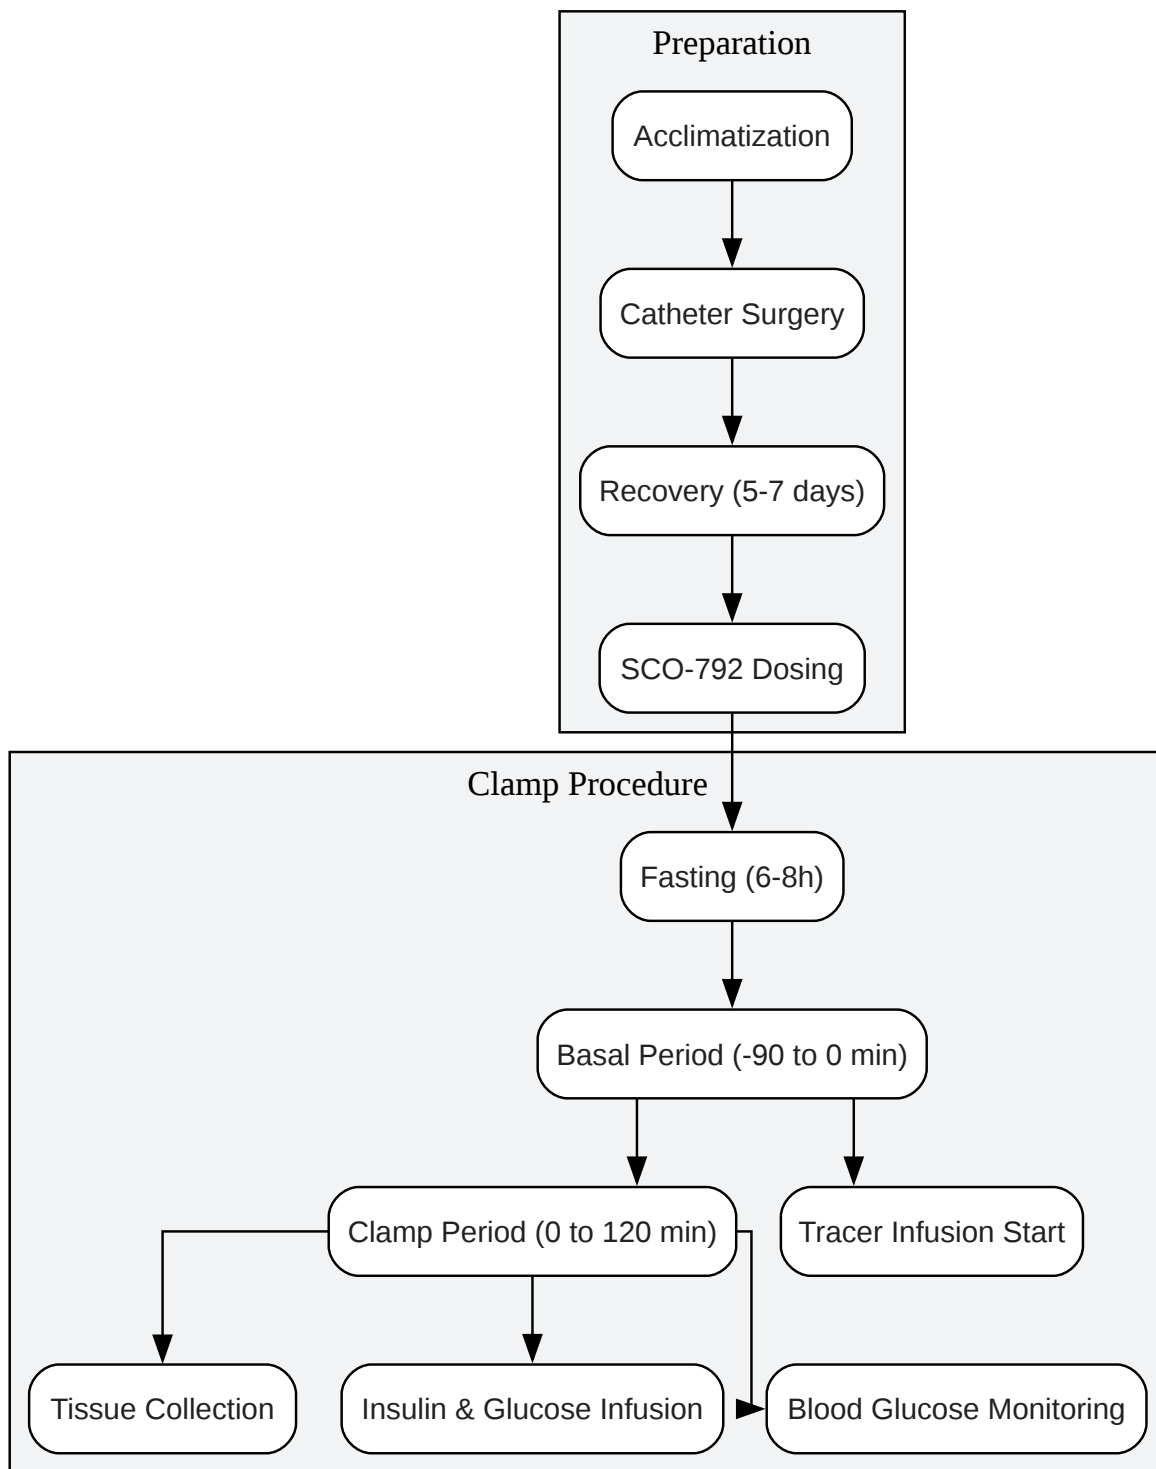 Preparation
Acclimatization
Catheter Surgery
Recovery (5-7 days)
SCO-792 Dosing
Clamp Procedure
Fasting (6-8h)
Basal Period (-90 to 0 min)
Clamp Period (0 to 120 min)
Tracer Infusion Start
Tissue Collection
Insulin & Glucose Infusion
Blood Glucose Monitoring